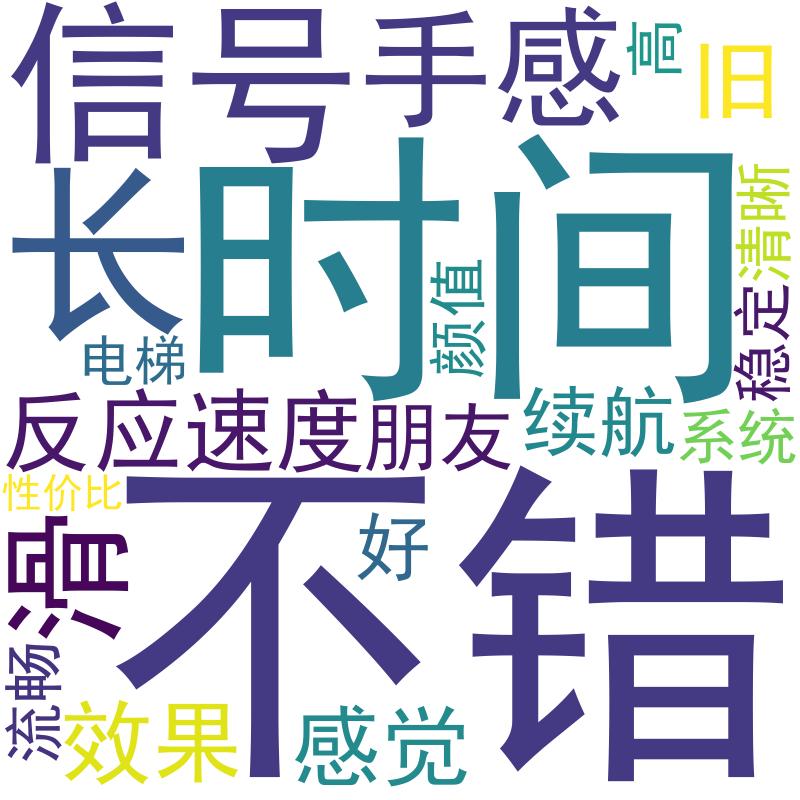 信号
手感
高
旧
长
时间
清晰
颜值
稳定
电梯
反应速度
朋友
续航
系统
性价比
不错
滑
好
流畅
效果
感觉